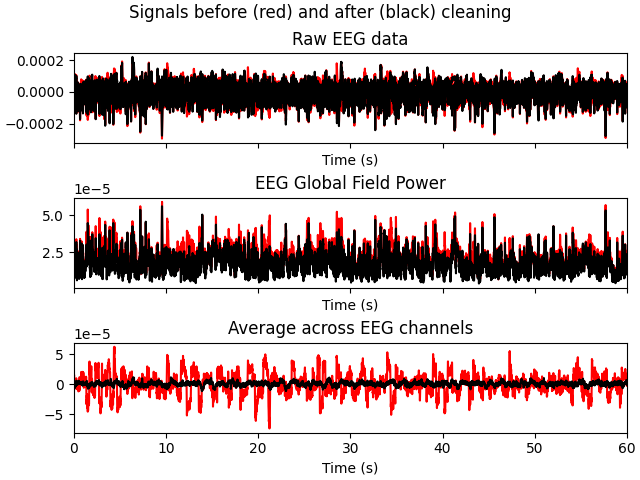 Signals before (red) and after (black) cleaning
Raw EEG data
0.0002
0.0000
−0.0002
Time (s)
EEG Global Field Power
1e−5
5.0
2.5
Time (s)
Average across EEG channels
1e−5
5
0
−5
0 10 20 30 40 50 60
Time (s)